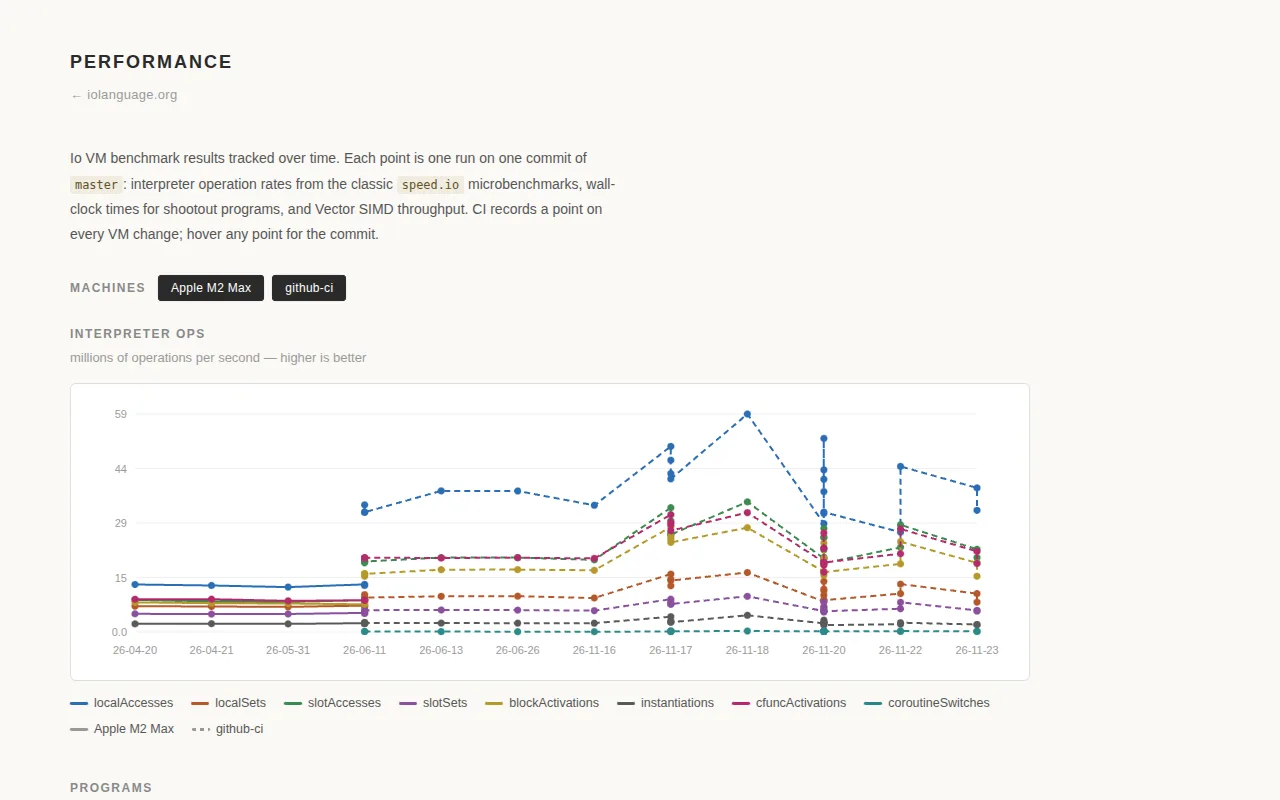 PERFORMANCE
← iolanguage.org
Io VM benchmark results tracked over time. Each point is one run on one commit of
master: interpreter operation rates from the classic speed.io microbenchmarks, wall-
clock times for shootout programs, and Vector SIMD throughput. CI records a point on
every VM change; hover any point for the commit.
MACHINES Apple M2 Max github-ci
INTERPRETER OPS
millions of operations per second — higher is better
59
44
29
15
0.0
26-04-20 26-04-21 26-05-31 26-06-11 26-06-13 26-06-26 26-11-16 26-11-17 26-11-18 26-11-20 26-11-22 26-11-23
localAccesses localSets slotAccesses slotSets blockActivations instantiations cfuncActivations coroutineSwitches
Apple M2 Max github-ci
PROGRAMS